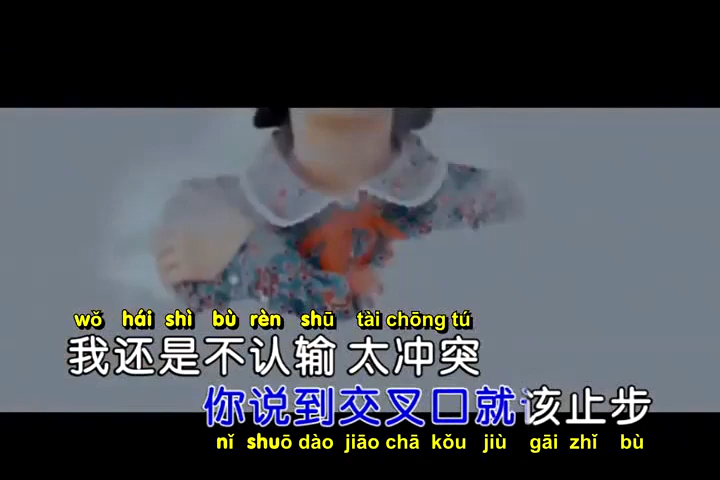 wǒ hái shì bù rèn shū tài chōng tú
我还是不认输 太冲突
你说到交叉口就该止步
nǐ shuō dào jiāo chā kǒu jiù gāi zhǐ bù